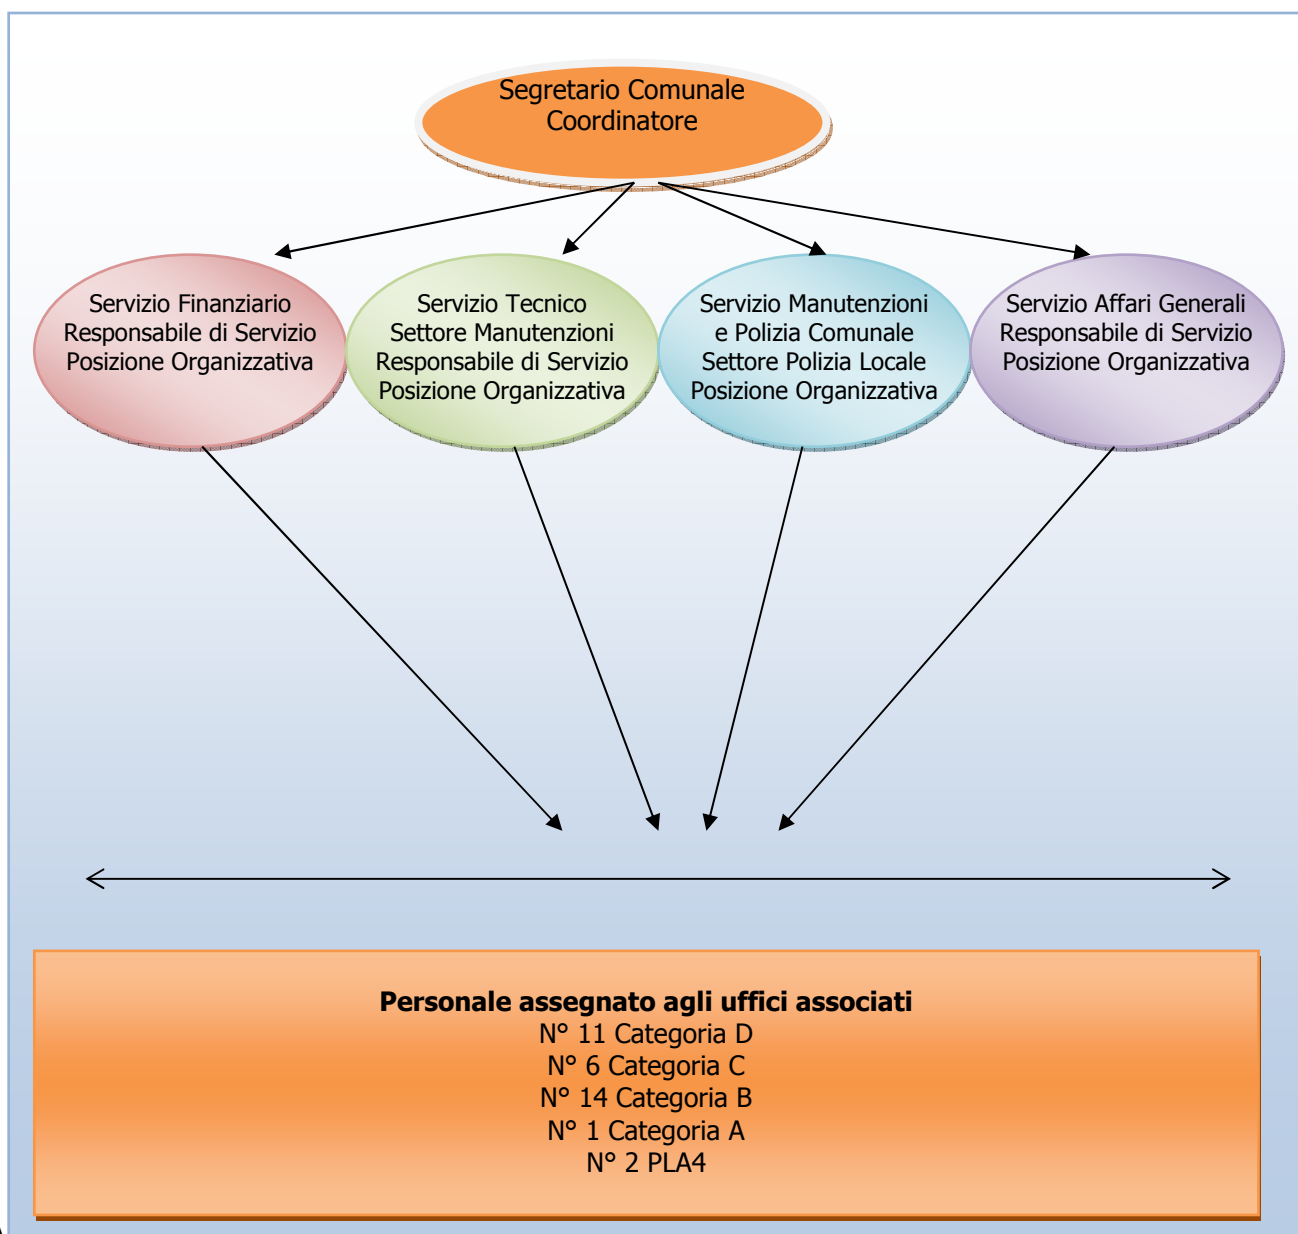 Segretario Comunale
Coordinatore
Servizio Finanziario
Responsabile di Servizio
Posizione Organizzativa
Servizio Tecnico
Settore Manutenzioni
Responsabile di Servizio
Posizione Organizzativa
Servizio Manutenzioni
e Polizia Comunale
Settore Polizia Locale
Posizione Organizzativa
Servizio Affari Generali
Responsabile di Servizio
Posizione Organizzativa
Personale assegnato agli uffici associati
N° 11 Categoria D
N° 6 Categoria C
N° 14 Categoria B
N° 1 Categoria A
N° 2 PLA4